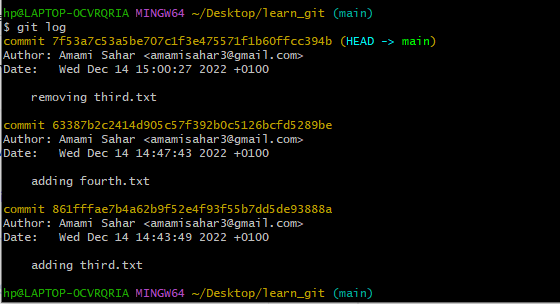 hp@LAPTOP-OCVRQRIA MINGW64 ~/Desktop/learn_git (main)
$ git log
commit 7f53a7c53a5be707c1f3e475571f1b60ffcc394b (HEAD -> main)
Author: Amami Sahar <amamisahar3@gmail.com>
Date:   Wed Dec 14 15:00:27 2022 +0100
    removing third.txt
commit 63387b2c2414d905c57f392b0c5126bcfd5289be
Author: Amami Sahar <amamisahar3@gmail.com>
Date:   Wed Dec 14 14:47:43 2022 +0100
    adding fourth.txt
commit 861fffae7b4a62b9f52e4f93f55b7dd5de93888a
Author: Amami Sahar <amamisahar3@gmail.com>
Date:   Wed Dec 14 14:43:49 2022 +0100
    adding third.txt
hp@LAPTOP-OCVRQRIA MINGW64 ~/Desktop/learn_git (main)